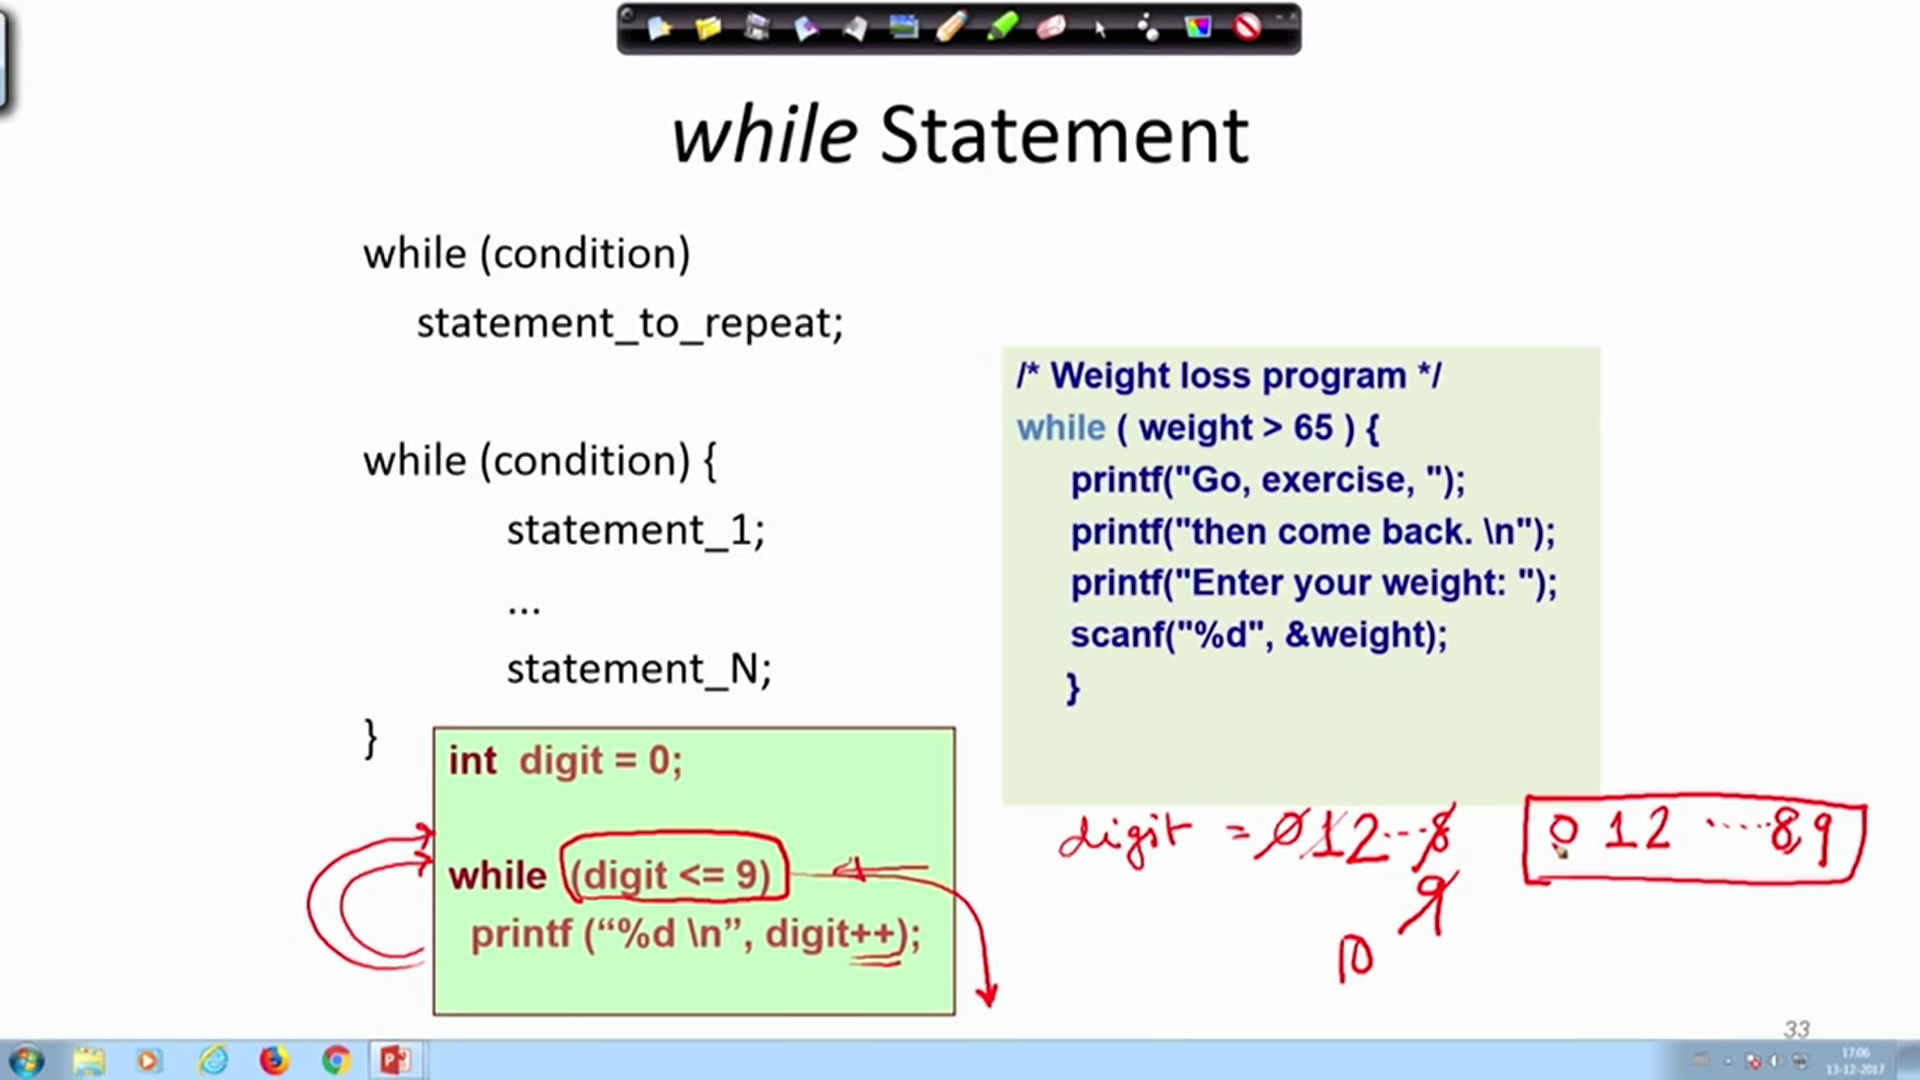 while Statement
while (condition)
statement_to_repeat;
while (condition) {
statement_1;
...
statement_N;
}
/* Weight loss program */
while ( weight > 65 ) {
printf("Go, exercise, ");
printf("then come back. \n");
printf("Enter your weight: ");
scanf("%d", &weight);
}
int digit = 0;
while (digit <= 9)
printf (“%d \n”, digit++);
digit = 0 1 2 ... 8
9
10
0 1 2 ..... 8, 9
33
17:06
13-12-2017